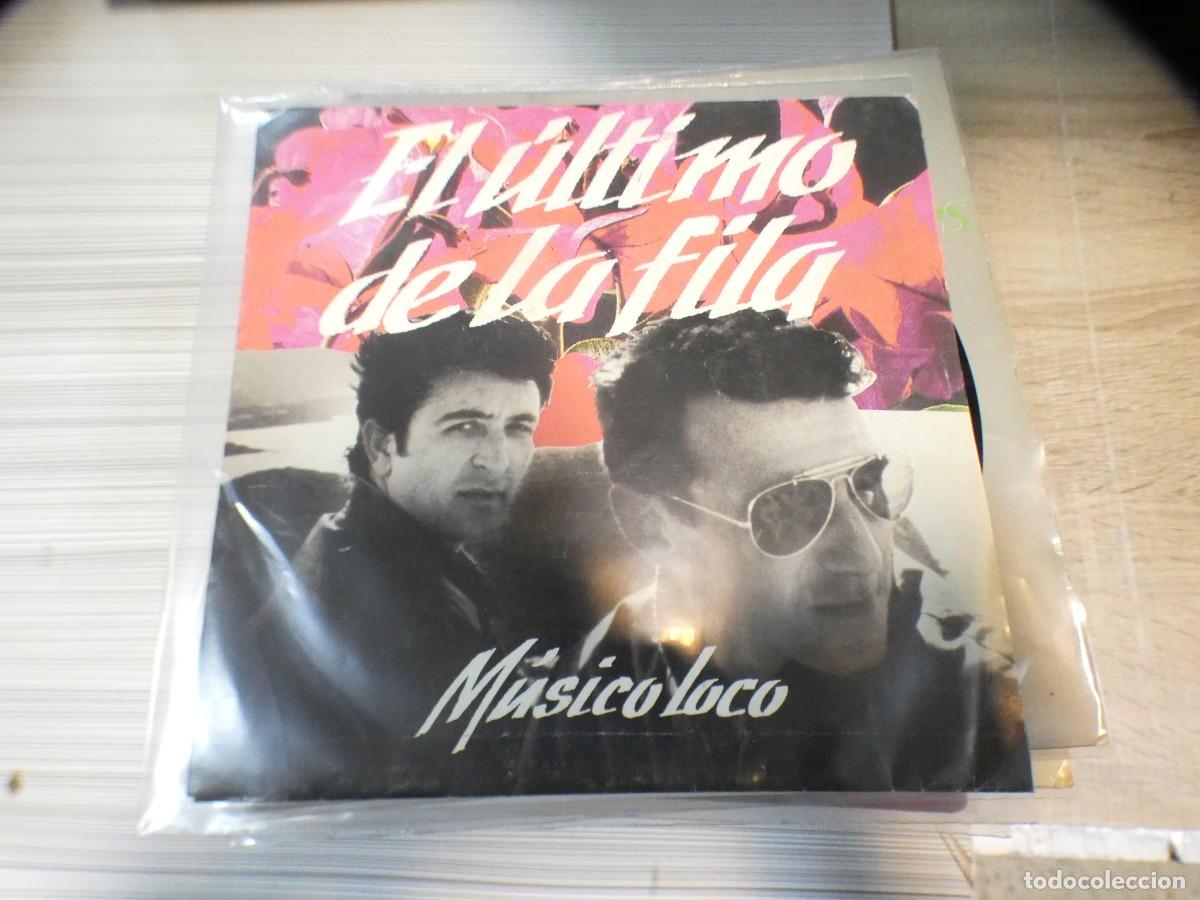 El último
de la fila
Músico loco
todocoleccion